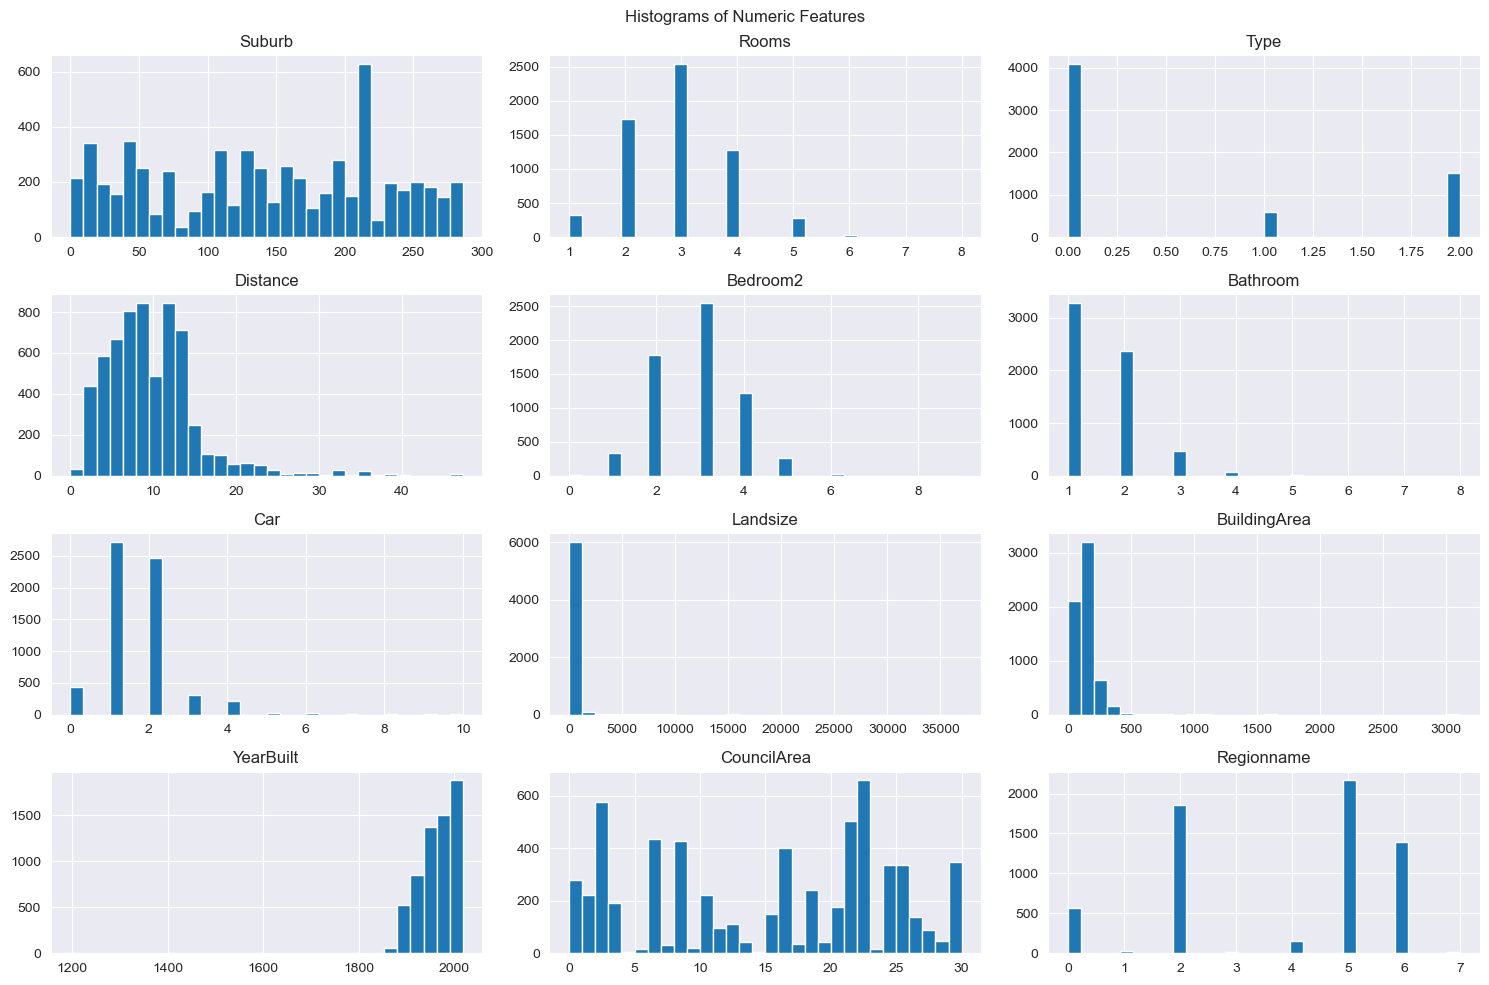 Histograms of Numeric Features
Suburb
600
400
200
0
0 50 100 150 200 250 300
Rooms
2500
2000
1500
1000
500
0
1 2 3 4 5 6 7 8
Type
4000
3000
2000
1000
0
0.00 0.25 0.50 0.75 1.00 1.25 1.50 1.75 2.00
Distance
800
600
400
200
0
0 10 20 30 40
Bedroom2
2500
2000
1500
1000
500
0
0 2 4 6 8
Bathroom
3000
2000
1000
0
1 2 3 4 5 6 7 8
Car
2500
2000
1500
1000
500
0
0 2 4 6 8 10
Landsize
6000
4000
2000
0
0 5000 10000 15000 20000 25000 30000 35000
BuildingArea
3000
2000
1000
0
0 500 1000 1500 2000 2500 3000
YearBuilt
1500
1000
500
0
1200 1400 1600 1800 2000
CouncilArea
600
400
200
0
0 5 10 15 20 25 30
Regionname
2000
1500
1000
500
0
0 1 2 3 4 5 6 7